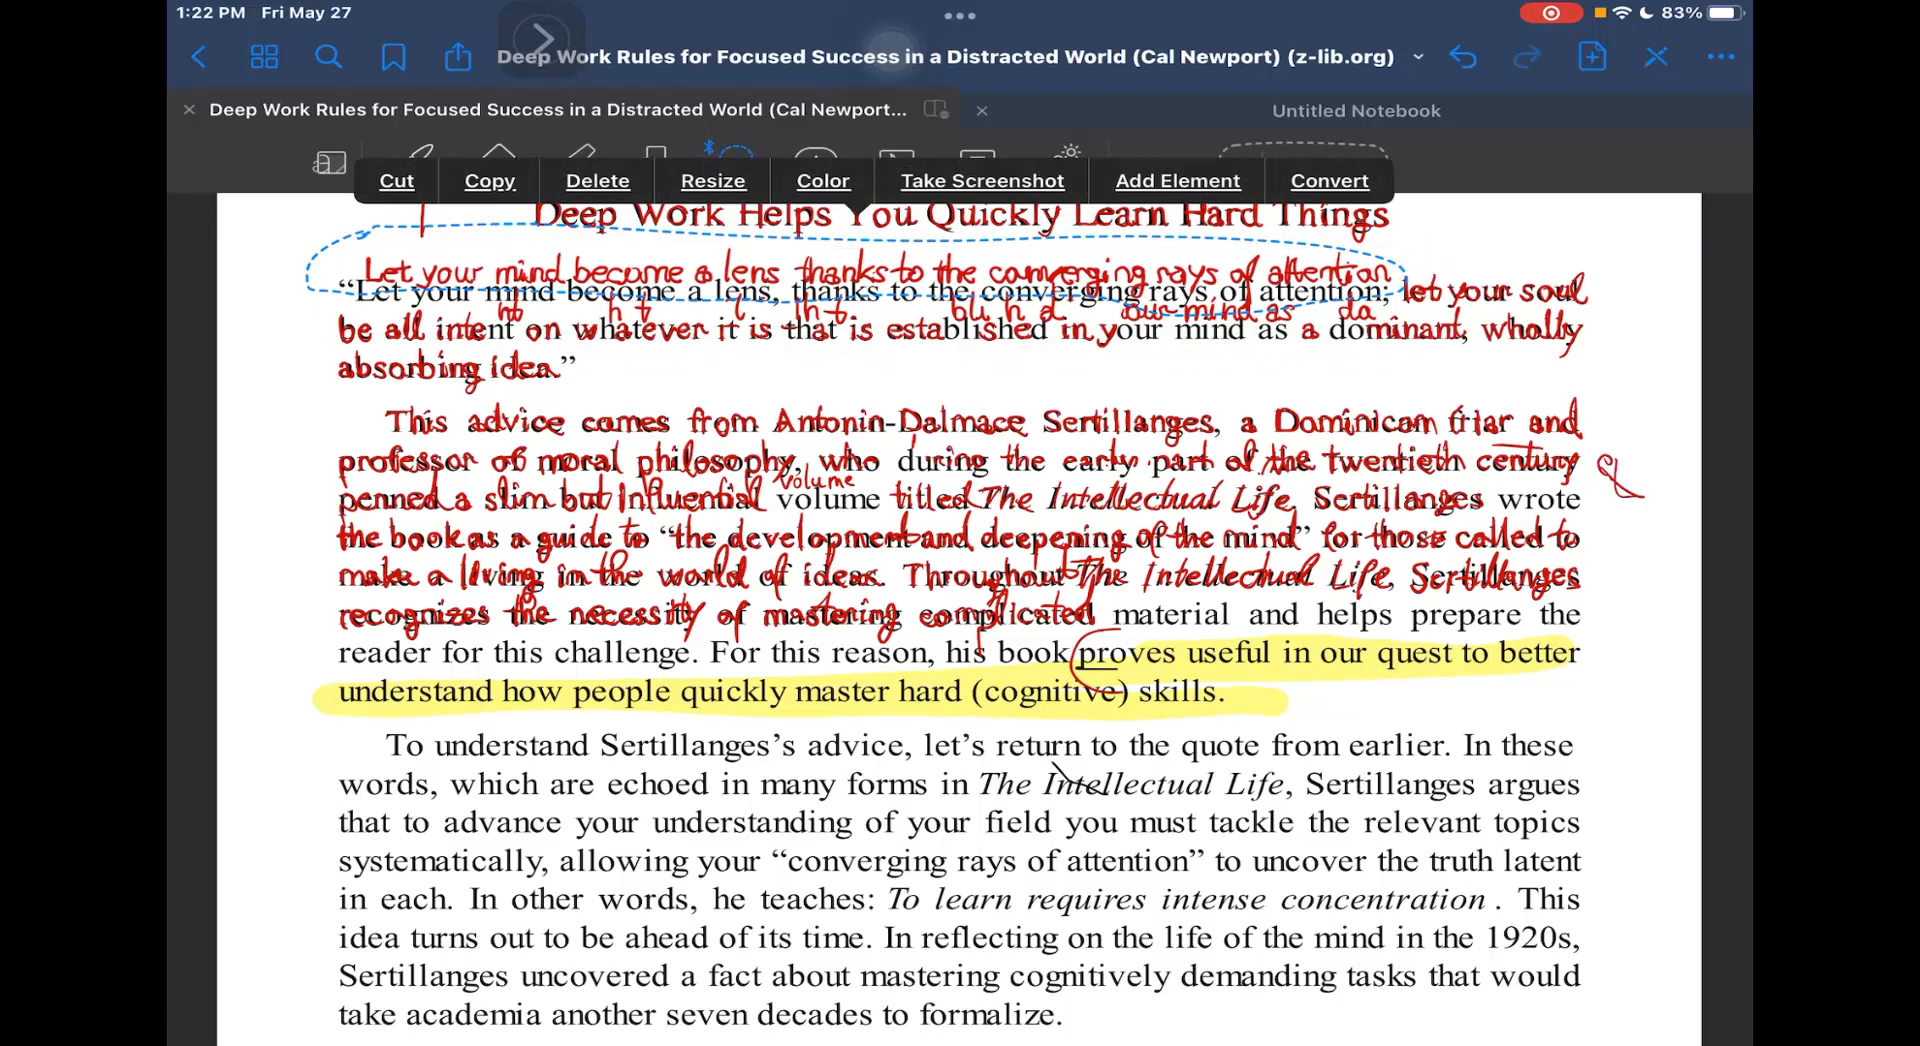 1:22 PM Fri May 27
83%
Deep Work Rules for Focused Success in a Distracted World (Cal Newport) (z-lib.org)
Deep Work Rules for Focused Success in a Distracted World (Cal Newport...
Untitled Notebook
Cut Copy Delete Resize Color Take Screenshot Add Element Convert
Deep Work Helps You Quickly Learn Hard Things
Let your mind become a lens thanks to the converging rays of attention
“Let your mind become a lens, thanks to the converging rays of attention; let your soul
ht h t l th t bli h d our mind as da
be all intent on whatever it is that is established in your mind as a dominant, wholly
absorbing idea.”
This advice comes from Antonin-Dalmace Sertillanges, a Dominican friar and
professor of moral philosophy, who during the early part of the twentieth century
volume
penned a slim but influential volume titled The Intellectual Life. Sertillanges wrote
the book as a guide to “the development and deepening of the mind” for those called to
make a living in the world of ideas. Throughout The Intellectual Life, Sertillanges
recognizes the necessity of mastering complicated material and helps prepare the
reader for this challenge. For this reason, his book proves useful in our quest to better
understand how people quickly master hard (cognitive) skills.
To understand Sertillanges’s advice, let’s return to the quote from earlier. In these
words, which are echoed in many forms in The Intellectual Life, Sertillanges argues
that to advance your understanding of your field you must tackle the relevant topics
systematically, allowing your “converging rays of attention” to uncover the truth latent
in each. In other words, he teaches: To learn requires intense concentration . This
idea turns out to be ahead of its time. In reflecting on the life of the mind in the 1920s,
Sertillanges uncovered a fact about mastering cognitively demanding tasks that would
take academia another seven decades to formalize.